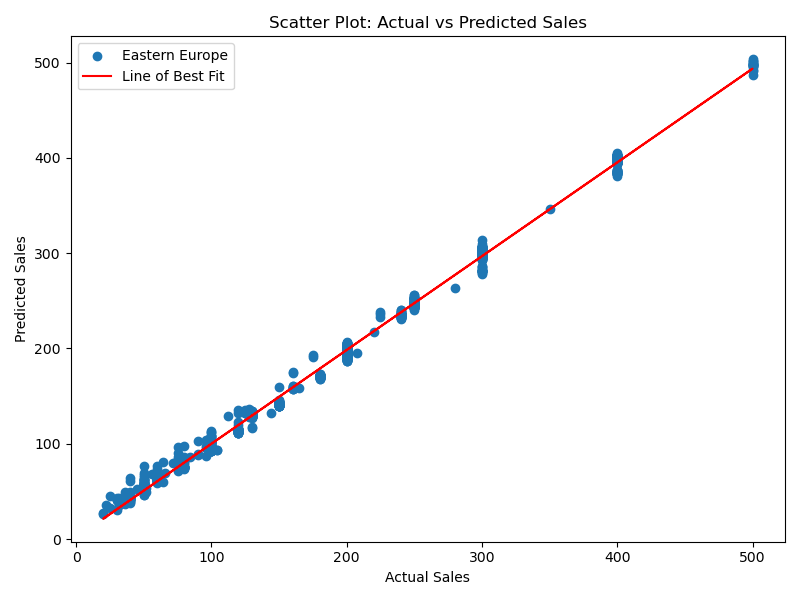 Scatter Plot: Actual vs Predicted Sales
Eastern Europe
Line of Best Fit
500
400
300
200
100
0
Predicted Sales
0 100 200 300 400 500
Actual Sales